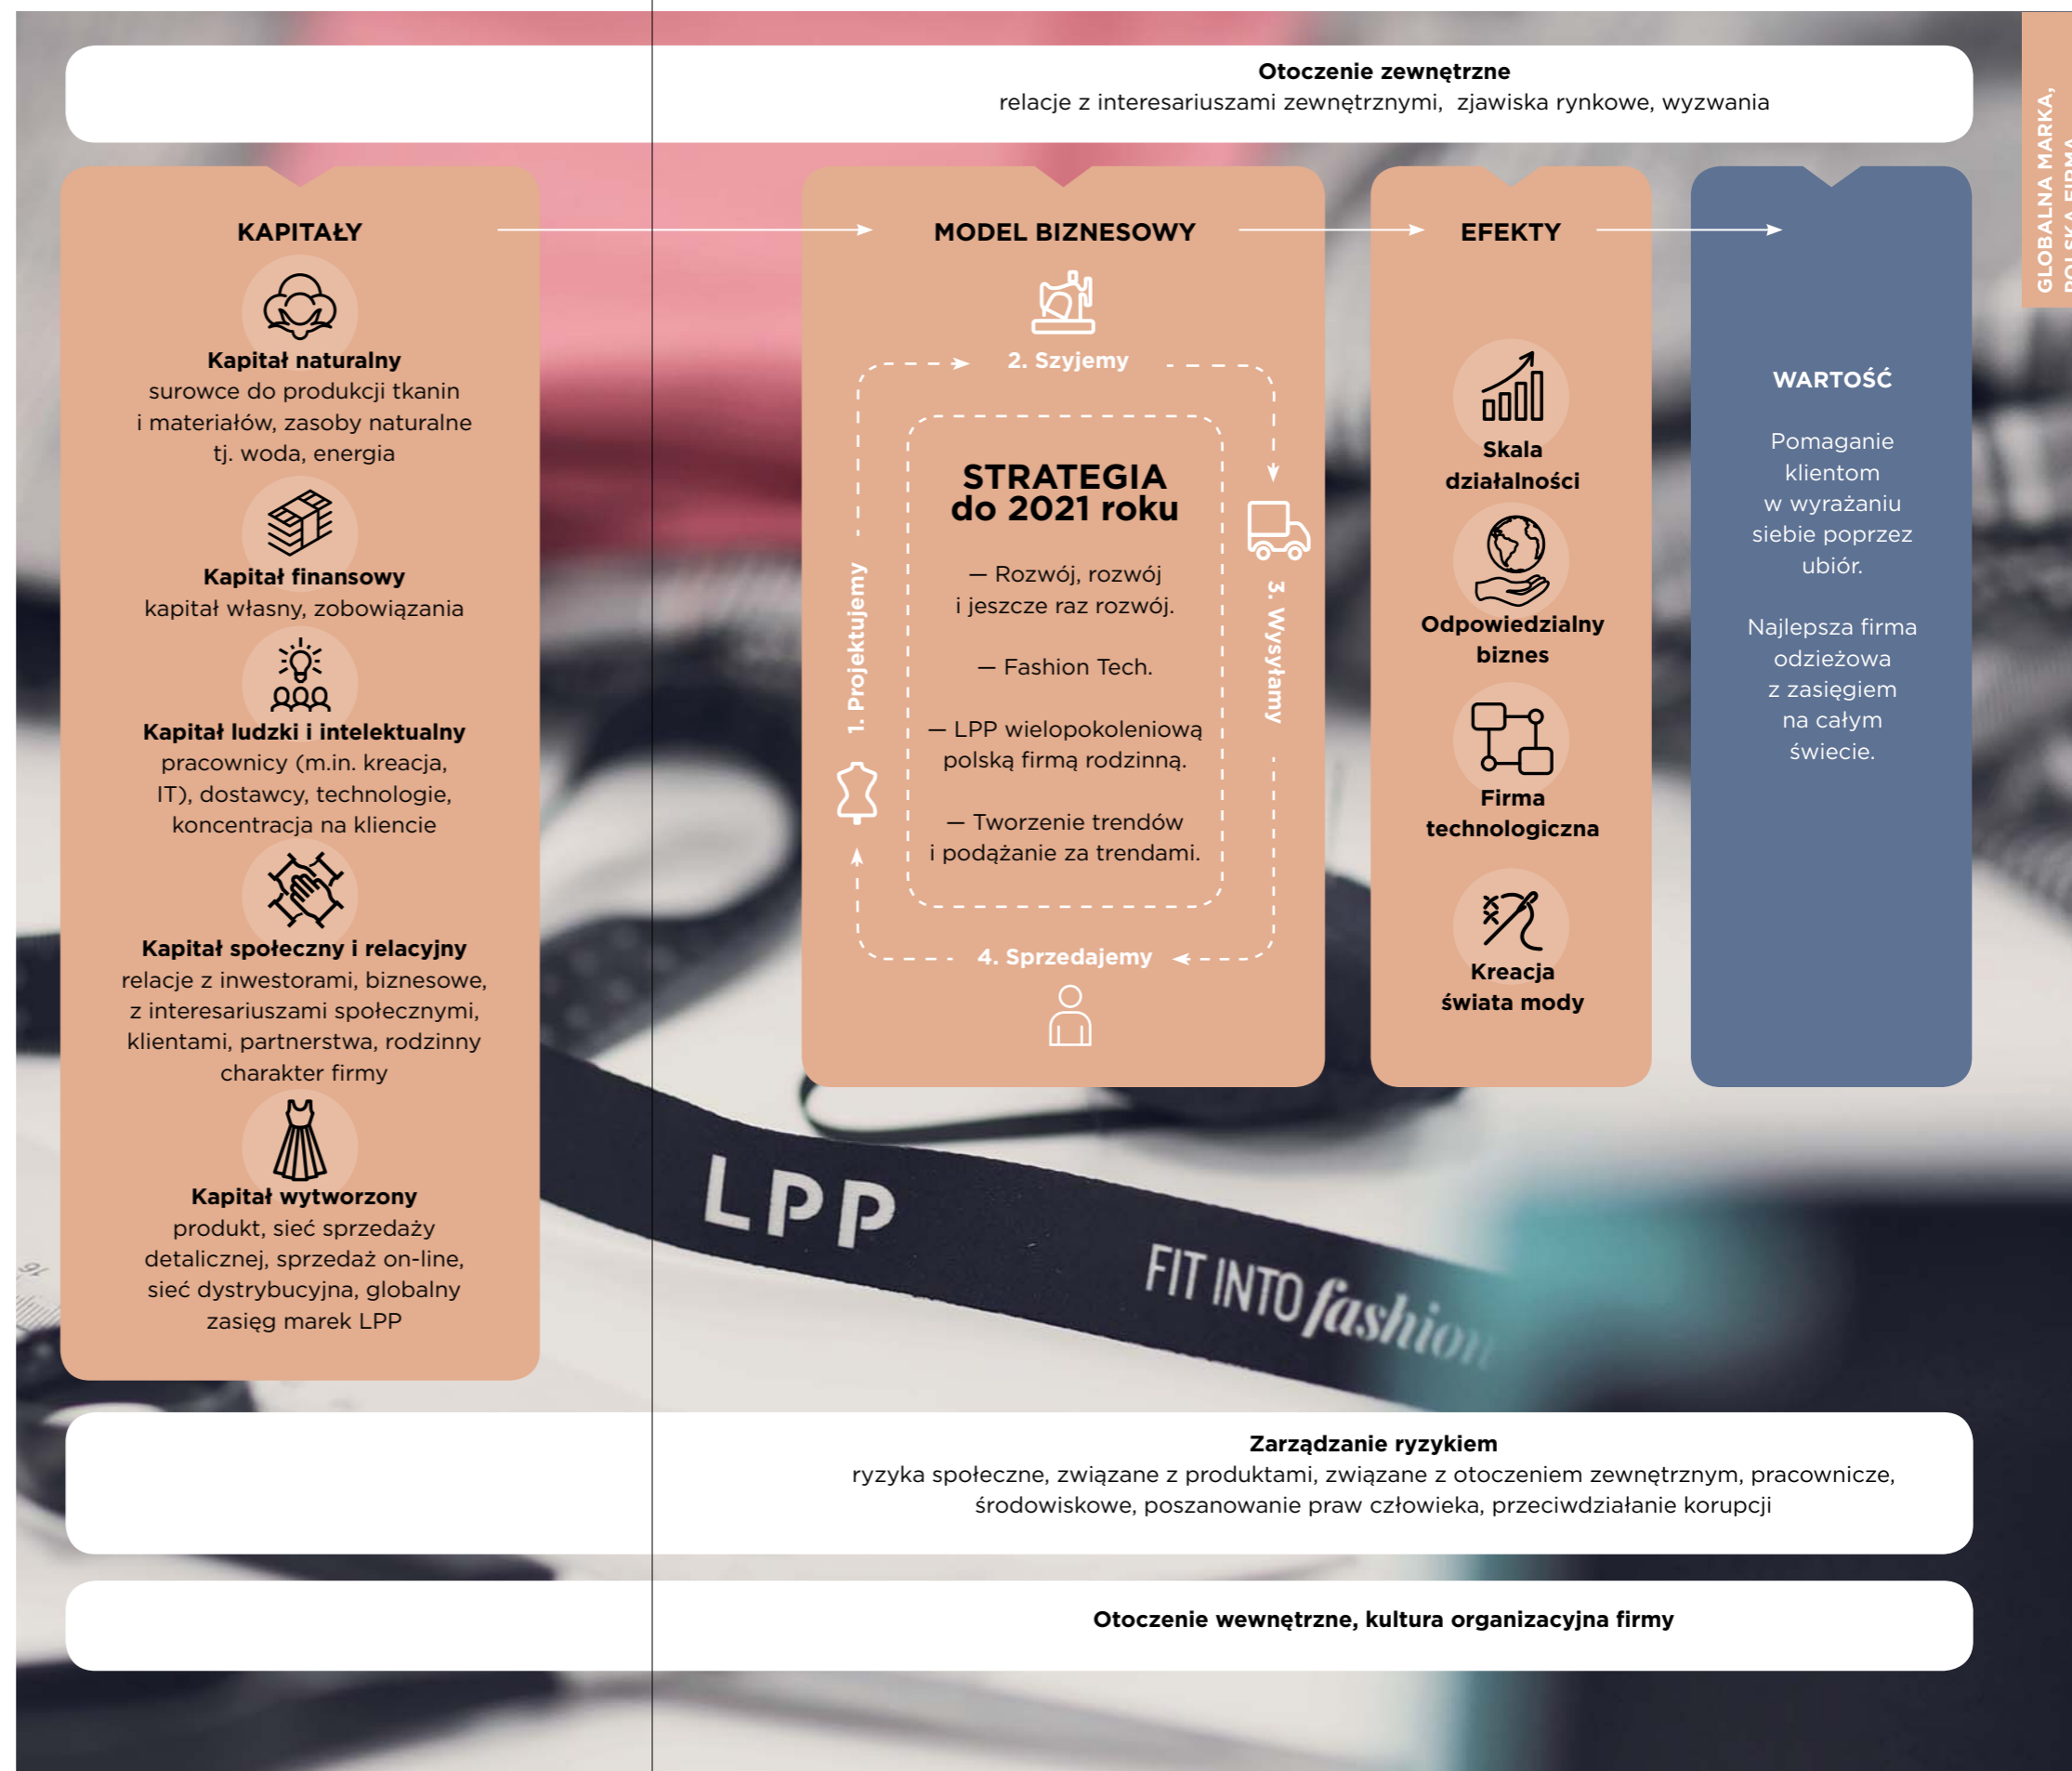 Otoczenie zewnętrzne
relacje z interesariuszami zewnętrznymi, zjawiska rynkowe, wyzwania
GLOBALNA MARKA,
POLSKA FIRMA
KAPITAŁY
Kapitał naturalny
surowce do produkcji tkanin
i materiałów, zasoby naturalne
tj. woda, energia
Kapitał finansowy
kapitał własny, zobowiązania
Kapitał ludzki i intelektualny
pracownicy (m.in. kreacja,
IT), dostawcy, technologie,
koncentracja na kliencie
Kapitał społeczny i relacyjny
relacje z inwestorami, biznesowe,
z interesariuszami społecznymi,
klientami, partnerstwa, rodzinny
charakter firmy
Kapitał wytworzony
produkt, sieć sprzedaży
detalicznej, sprzedaż on-line,
sieć dystrybucyjna, globalny
zasięg marek LPP
MODEL BIZNESOWY
1. Projektujemy
2. Szyjemy
3. Wysyłamy
4. Sprzedajemy
STRATEGIA
do 2021 roku
— Rozwój, rozwój
i jeszcze raz rozwój.
— Fashion Tech.
— LPP wielopokoleniową
polską firmą rodzinną.
— Tworzenie trendów
i podążanie za trendami.
EFEKTY
Skala
działalności
Odpowiedzialny
biznes
Firma
technologiczna
Kreacja
świata mody
WARTOŚĆ
Pomaganie
klientom
w wyrażaniu
siebie poprzez
ubiór.
Najlepsza firma
odzieżowa
z zasięgiem
na całym
świecie.
LPP
FIT INTO fashion
Zarządzanie ryzykiem
ryzyka społeczne, związane z produktami, związane z otoczeniem zewnętrznym, pracownicze,
środowiskowe, poszanowanie praw człowieka, przeciwdziałanie korupcji
Otoczenie wewnętrzne, kultura organizacyjna firmy